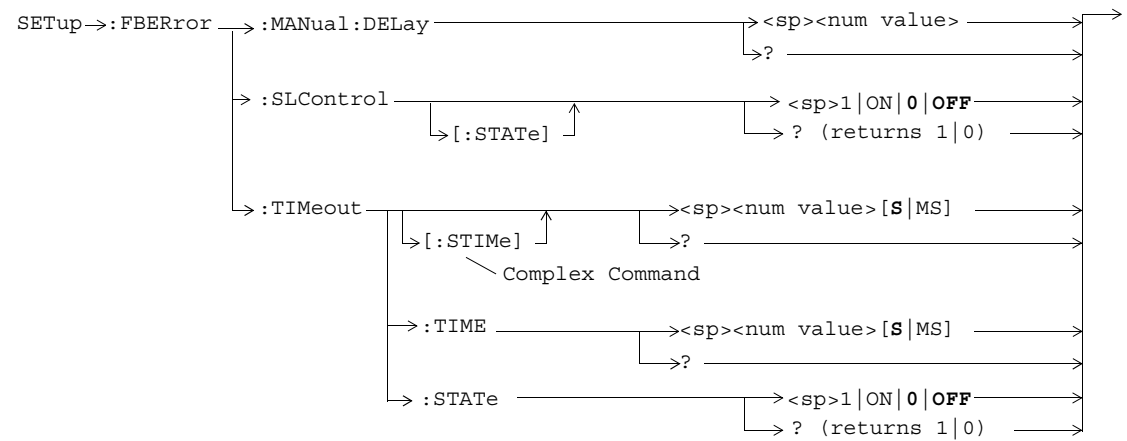 SETup :FBERror :MANual:DELay <sp><num value>
?
:SLControl <sp>1|ON|0|OFF
[:STATe] ? (returns 1|0)
:TIMeout <sp><num value>[S|MS]
[:STIMe] ?
Complex Command
:TIME <sp><num value>[S|MS]
?
:STATe <sp>1|ON|0|OFF
? (returns 1|0)